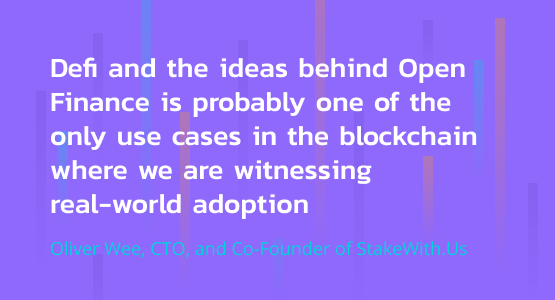 Defi and the ideas behind Open
Finance is probably one of the
only use cases in the blockchain
where we are witnessing
real-world adoption
Oliver Wee, CTO, and Co-Founder of StakeWith.Us